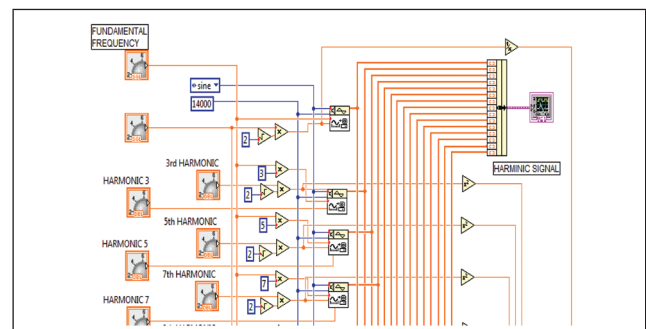 FUNDAMENTAL
FREQUENCY
sine
14000
2
3rd HARMONIC
3
HARMONIC 3
2
HARMINIC SIGNAL
5th HARMONIC
5
HARMONIC 5
2
7th HARMONIC
7
HARMONIC 7
2